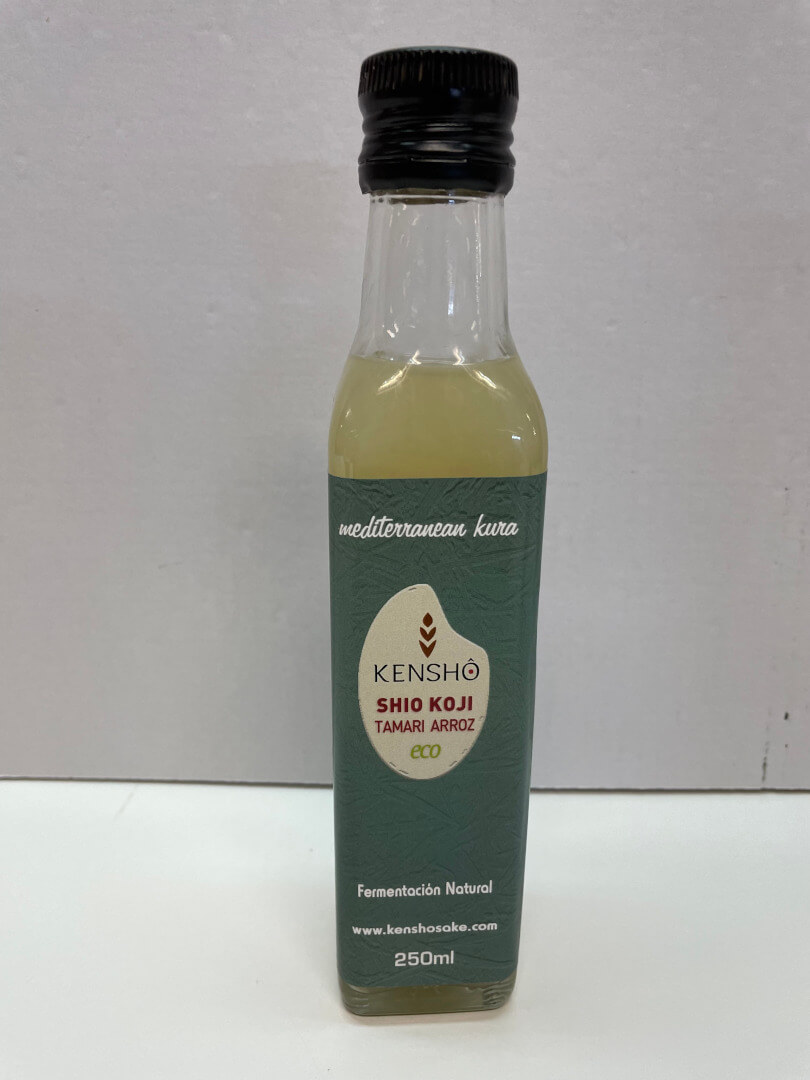 mediterranean kura
KENSHÔ
SHIO KOJI
TAMARI ARROZ
eco
Fermentación Natural
www.kenshosake.com
250ml